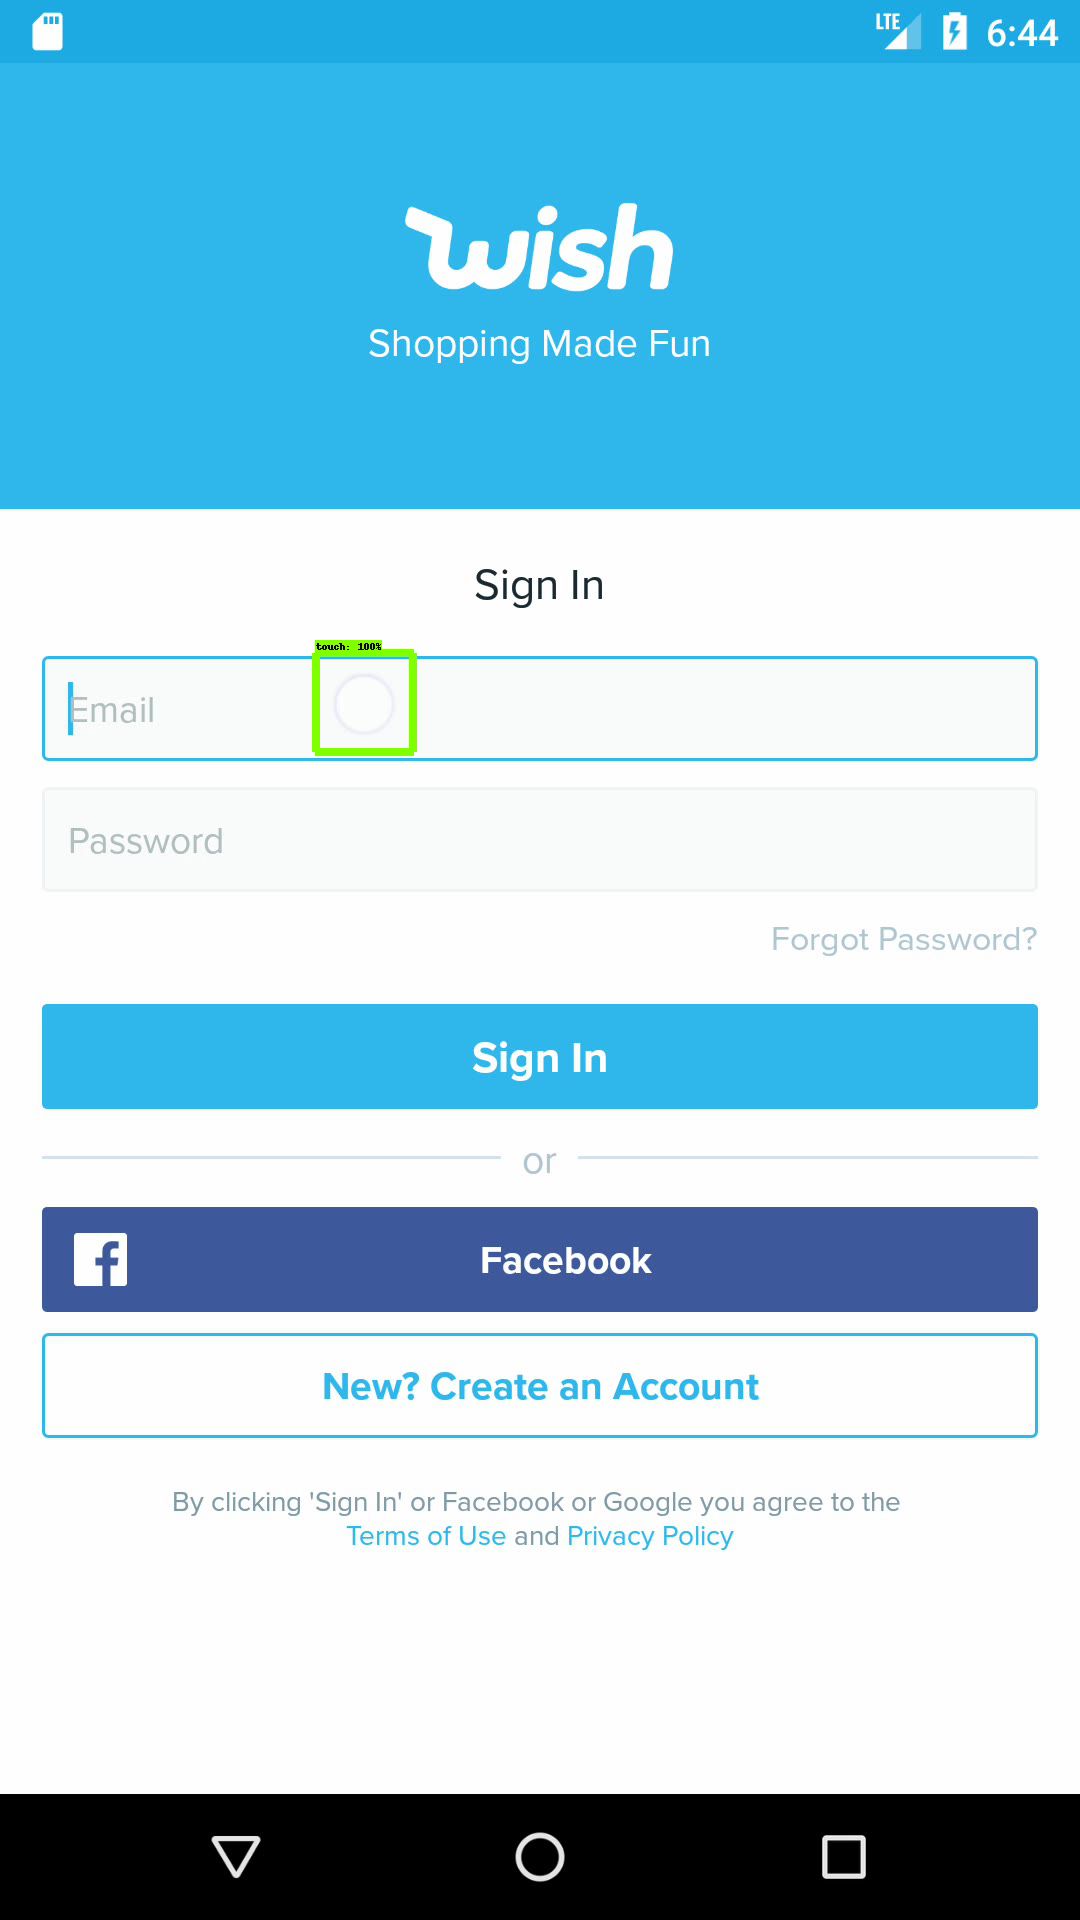 LTE 6:44
wish
Shopping Made Fun
Sign In
touch: 100%
Email
Password
Forgot Password?
Sign In
or
Facebook
New? Create an Account
By clicking 'Sign In' or Facebook or Google you agree to the
Terms of Use and Privacy Policy